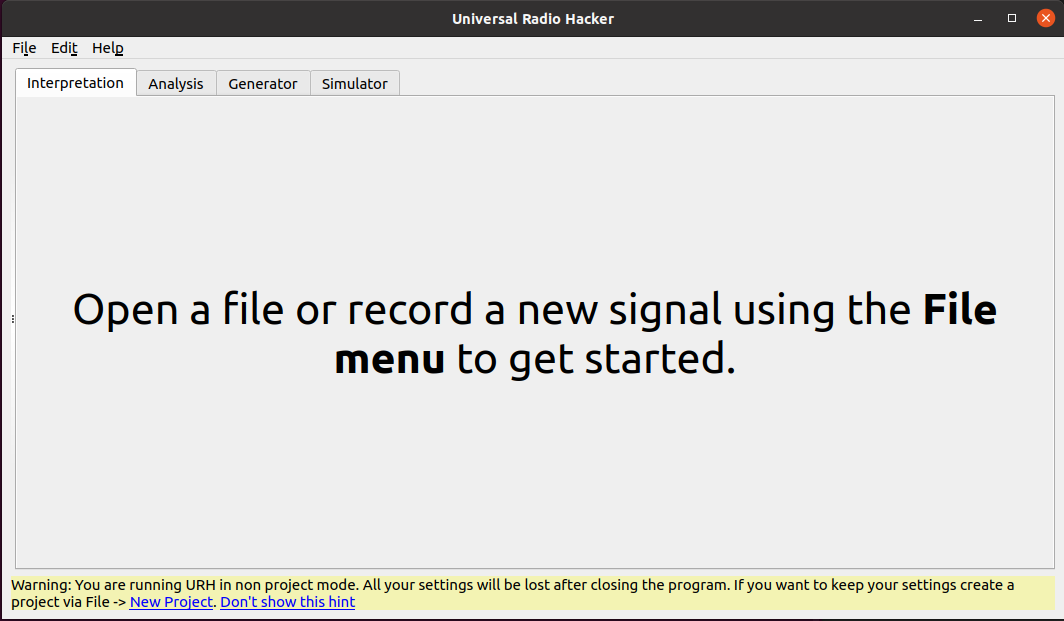 Universal Radio Hacker
File Edit Help
Interpretation Analysis Generator Simulator
Open a file or record a new signal using the File
menu to get started.
Warning: You are running URH in non project mode. All your settings will be lost after closing the program. If you want to keep your settings create a
project via File -> New Project. Don't show this hint